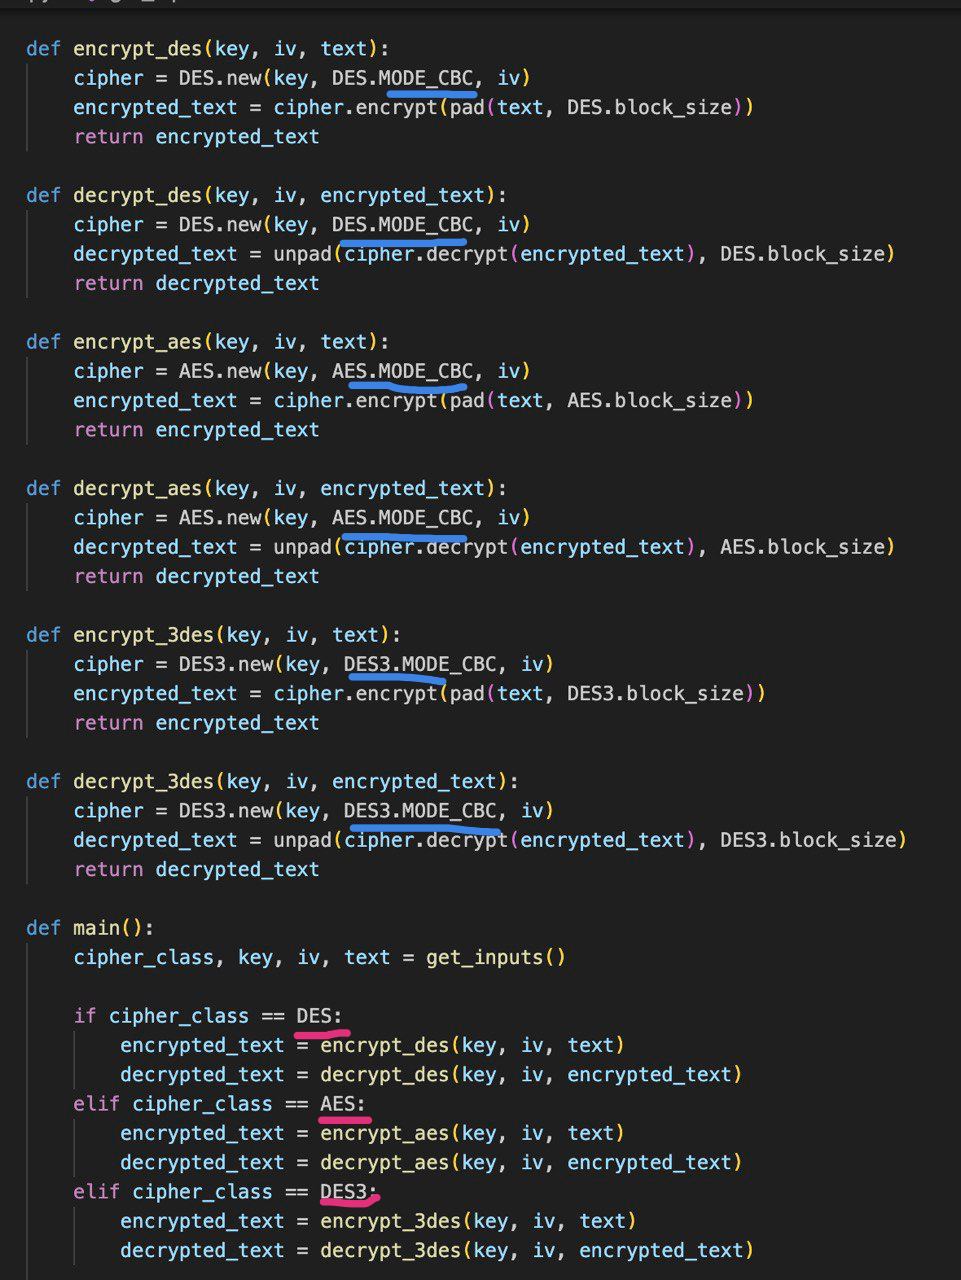 def encrypt_des(key, iv, text):
    cipher = DES.new(key, DES.MODE_CBC, iv)
    encrypted_text = cipher.encrypt(pad(text, DES.block_size))
    return encrypted_text
def decrypt_des(key, iv, encrypted_text):
    cipher = DES.new(key, DES.MODE_CBC, iv)
    decrypted_text = unpad(cipher.decrypt(encrypted_text), DES.block_size)
    return decrypted_text
def encrypt_aes(key, iv, text):
    cipher = AES.new(key, AES.MODE_CBC, iv)
    encrypted_text = cipher.encrypt(pad(text, AES.block_size))
    return encrypted_text
def decrypt_aes(key, iv, encrypted_text):
    cipher = AES.new(key, AES.MODE_CBC, iv)
    decrypted_text = unpad(cipher.decrypt(encrypted_text), AES.block_size)
    return decrypted_text
def encrypt_3des(key, iv, text):
    cipher = DES3.new(key, DES3.MODE_CBC, iv)
    encrypted_text = cipher.encrypt(pad(text, DES3.block_size))
    return encrypted_text
def decrypt_3des(key, iv, encrypted_text):
    cipher = DES3.new(key, DES3.MODE_CBC, iv)
    decrypted_text = unpad(cipher.decrypt(encrypted_text), DES3.block_size)
    return decrypted_text
def main():
    cipher_class, key, iv, text = get_inputs()
    if cipher_class == DES:
        encrypted_text = encrypt_des(key, iv, text)
        decrypted_text = decrypt_des(key, iv, encrypted_text)
    elif cipher_class == AES:
        encrypted_text = encrypt_aes(key, iv, text)
        decrypted_text = decrypt_aes(key, iv, encrypted_text)
    elif cipher_class == DES3:
        encrypted_text = encrypt_3des(key, iv, text)
        decrypted_text = decrypt_3des(key, iv, encrypted_text)